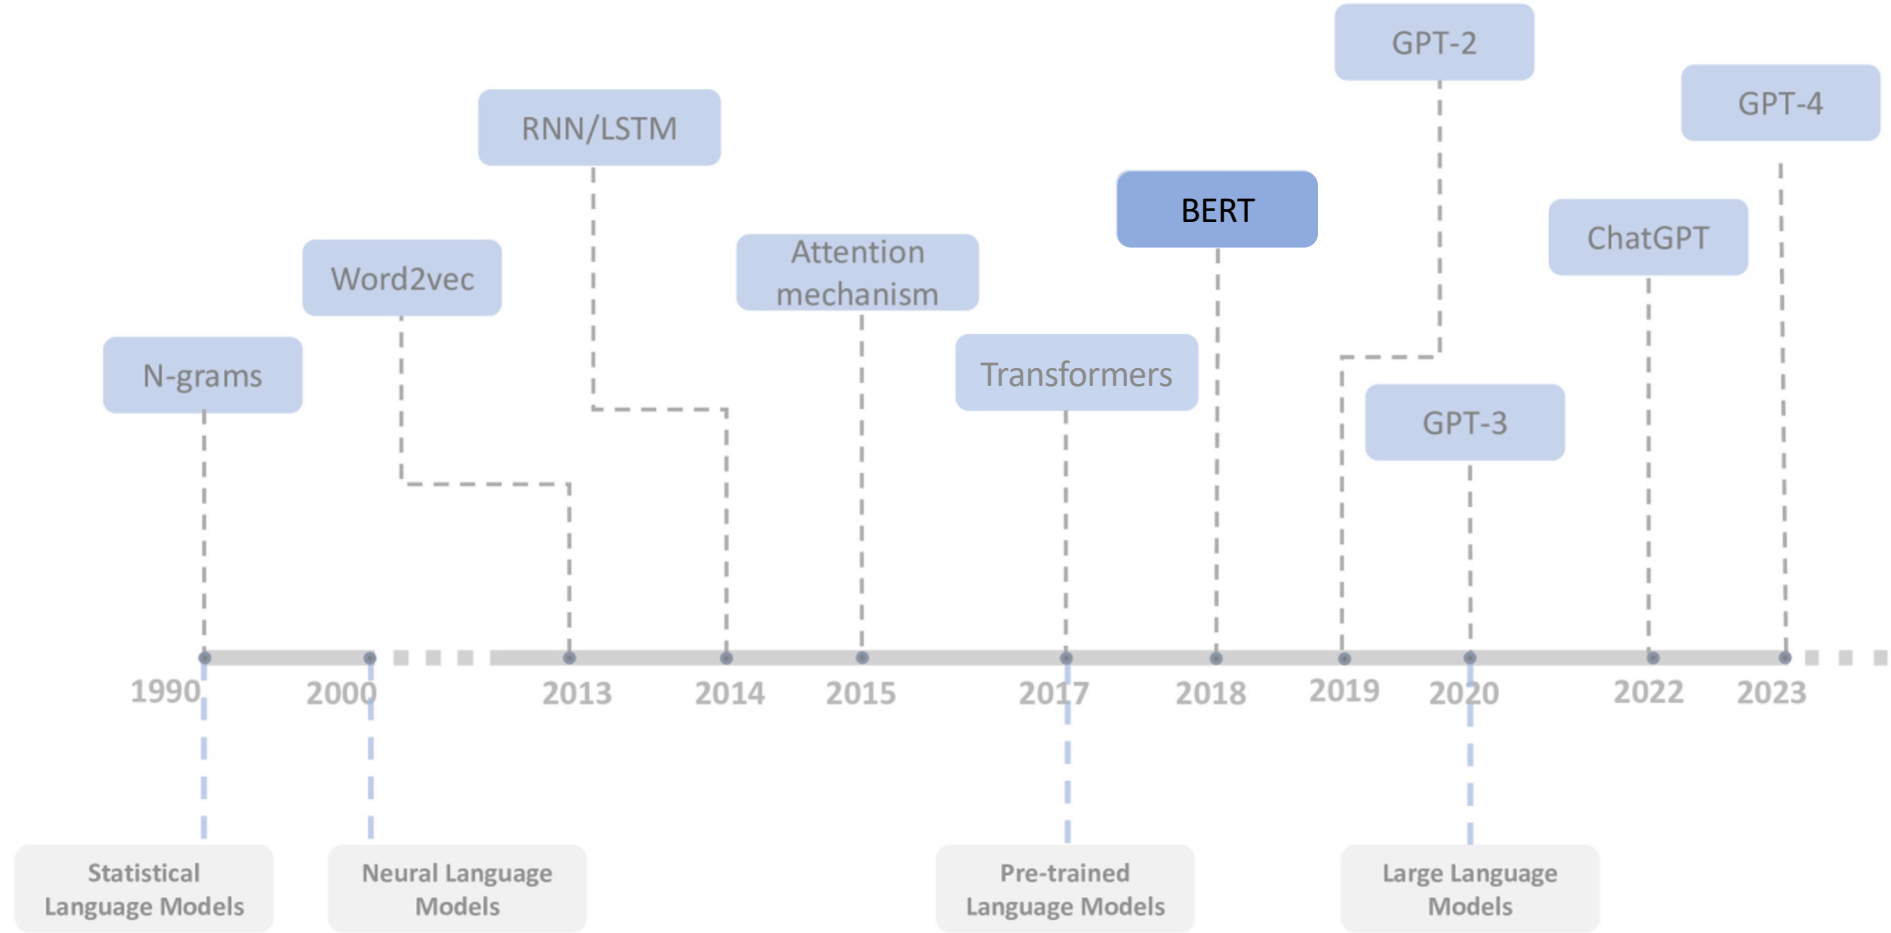 GPT-2
GPT-4
RNN/LSTM
BERT
ChatGPT
Attention
mechanism
Word2vec
Transformers
N-grams
GPT-3
1990
2000
2013
2014
2015
2017
2018
2019
2020
2022
2023
Statistical
Language Models
Neural Language
Models
Pre-trained
Language Models
Large Language
Models